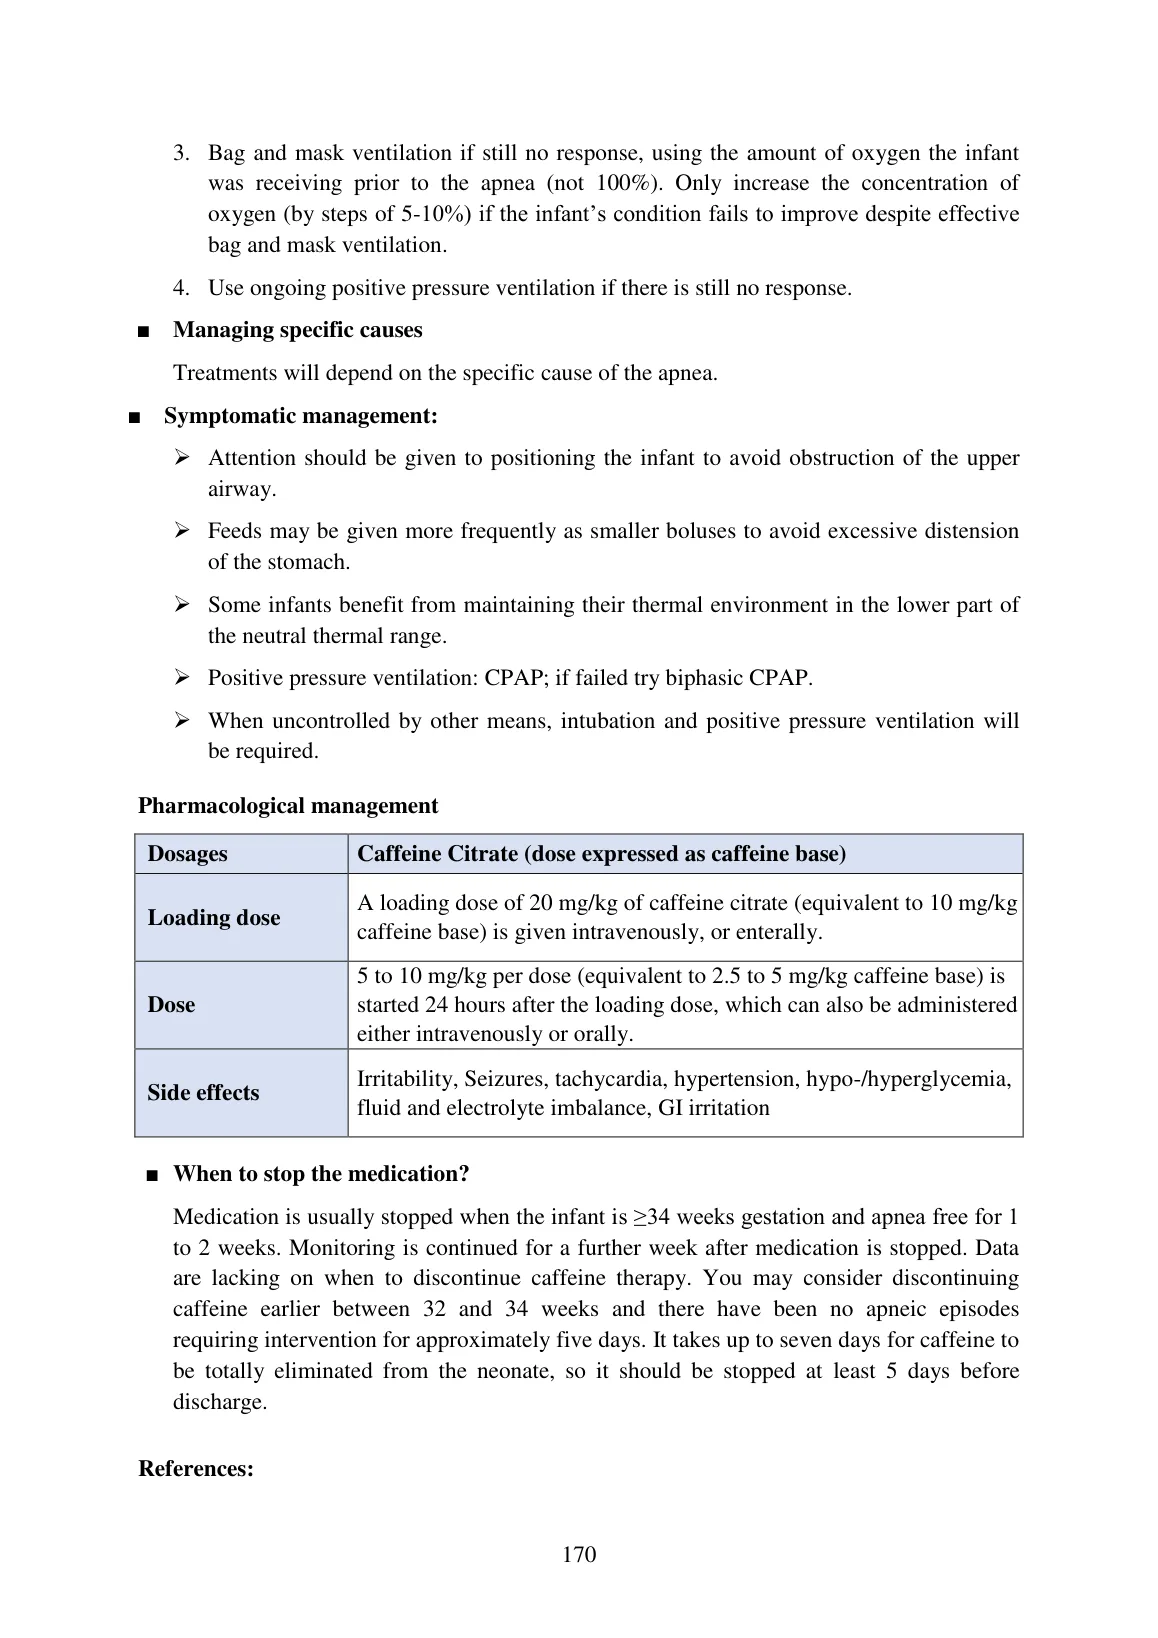 3. Bag and mask ventilation if still no response, using the amount of oxygen the infant
was receiving prior to the apnea (not 100%). Only increase the concentration of
oxygen (by steps of 5-10%) if the infant’s condition fails to improve despite effective
bag and mask ventilation.
4. Use ongoing positive pressure ventilation if there is still no response.
■ Managing specific causes
Treatments will depend on the specific cause of the apnea.
■ Symptomatic management:
➢ Attention should be given to positioning the infant to avoid obstruction of the upper
airway.
➢ Feeds may be given more frequently as smaller boluses to avoid excessive distension
of the stomach.
➢ Some infants benefit from maintaining their thermal environment in the lower part of
the neutral thermal range.
➢ Positive pressure ventilation: CPAP; if failed try biphasic CPAP.
➢ When uncontrolled by other means, intubation and positive pressure ventilation will
be required.
Pharmacological management
Dosages Caffeine Citrate (dose expressed as caffeine base)
Loading dose A loading dose of 20 mg/kg of caffeine citrate (equivalent to 10 mg/kg
caffeine base) is given intravenously, or enterally.
Dose 5 to 10 mg/kg per dose (equivalent to 2.5 to 5 mg/kg caffeine base) is
started 24 hours after the loading dose, which can also be administered
either intravenously or orally.
Side effects Irritability, Seizures, tachycardia, hypertension, hypo-/hyperglycemia,
fluid and electrolyte imbalance, GI irritation
■ When to stop the medication?
Medication is usually stopped when the infant is ≥34 weeks gestation and apnea free for 1
to 2 weeks. Monitoring is continued for a further week after medication is stopped. Data
are lacking on when to discontinue caffeine therapy. You may consider discontinuing
caffeine earlier between 32 and 34 weeks and there have been no apneic episodes
requiring intervention for approximately five days. It takes up to seven days for caffeine to
be totally eliminated from the neonate, so it should be stopped at least 5 days before
discharge.
References:
170